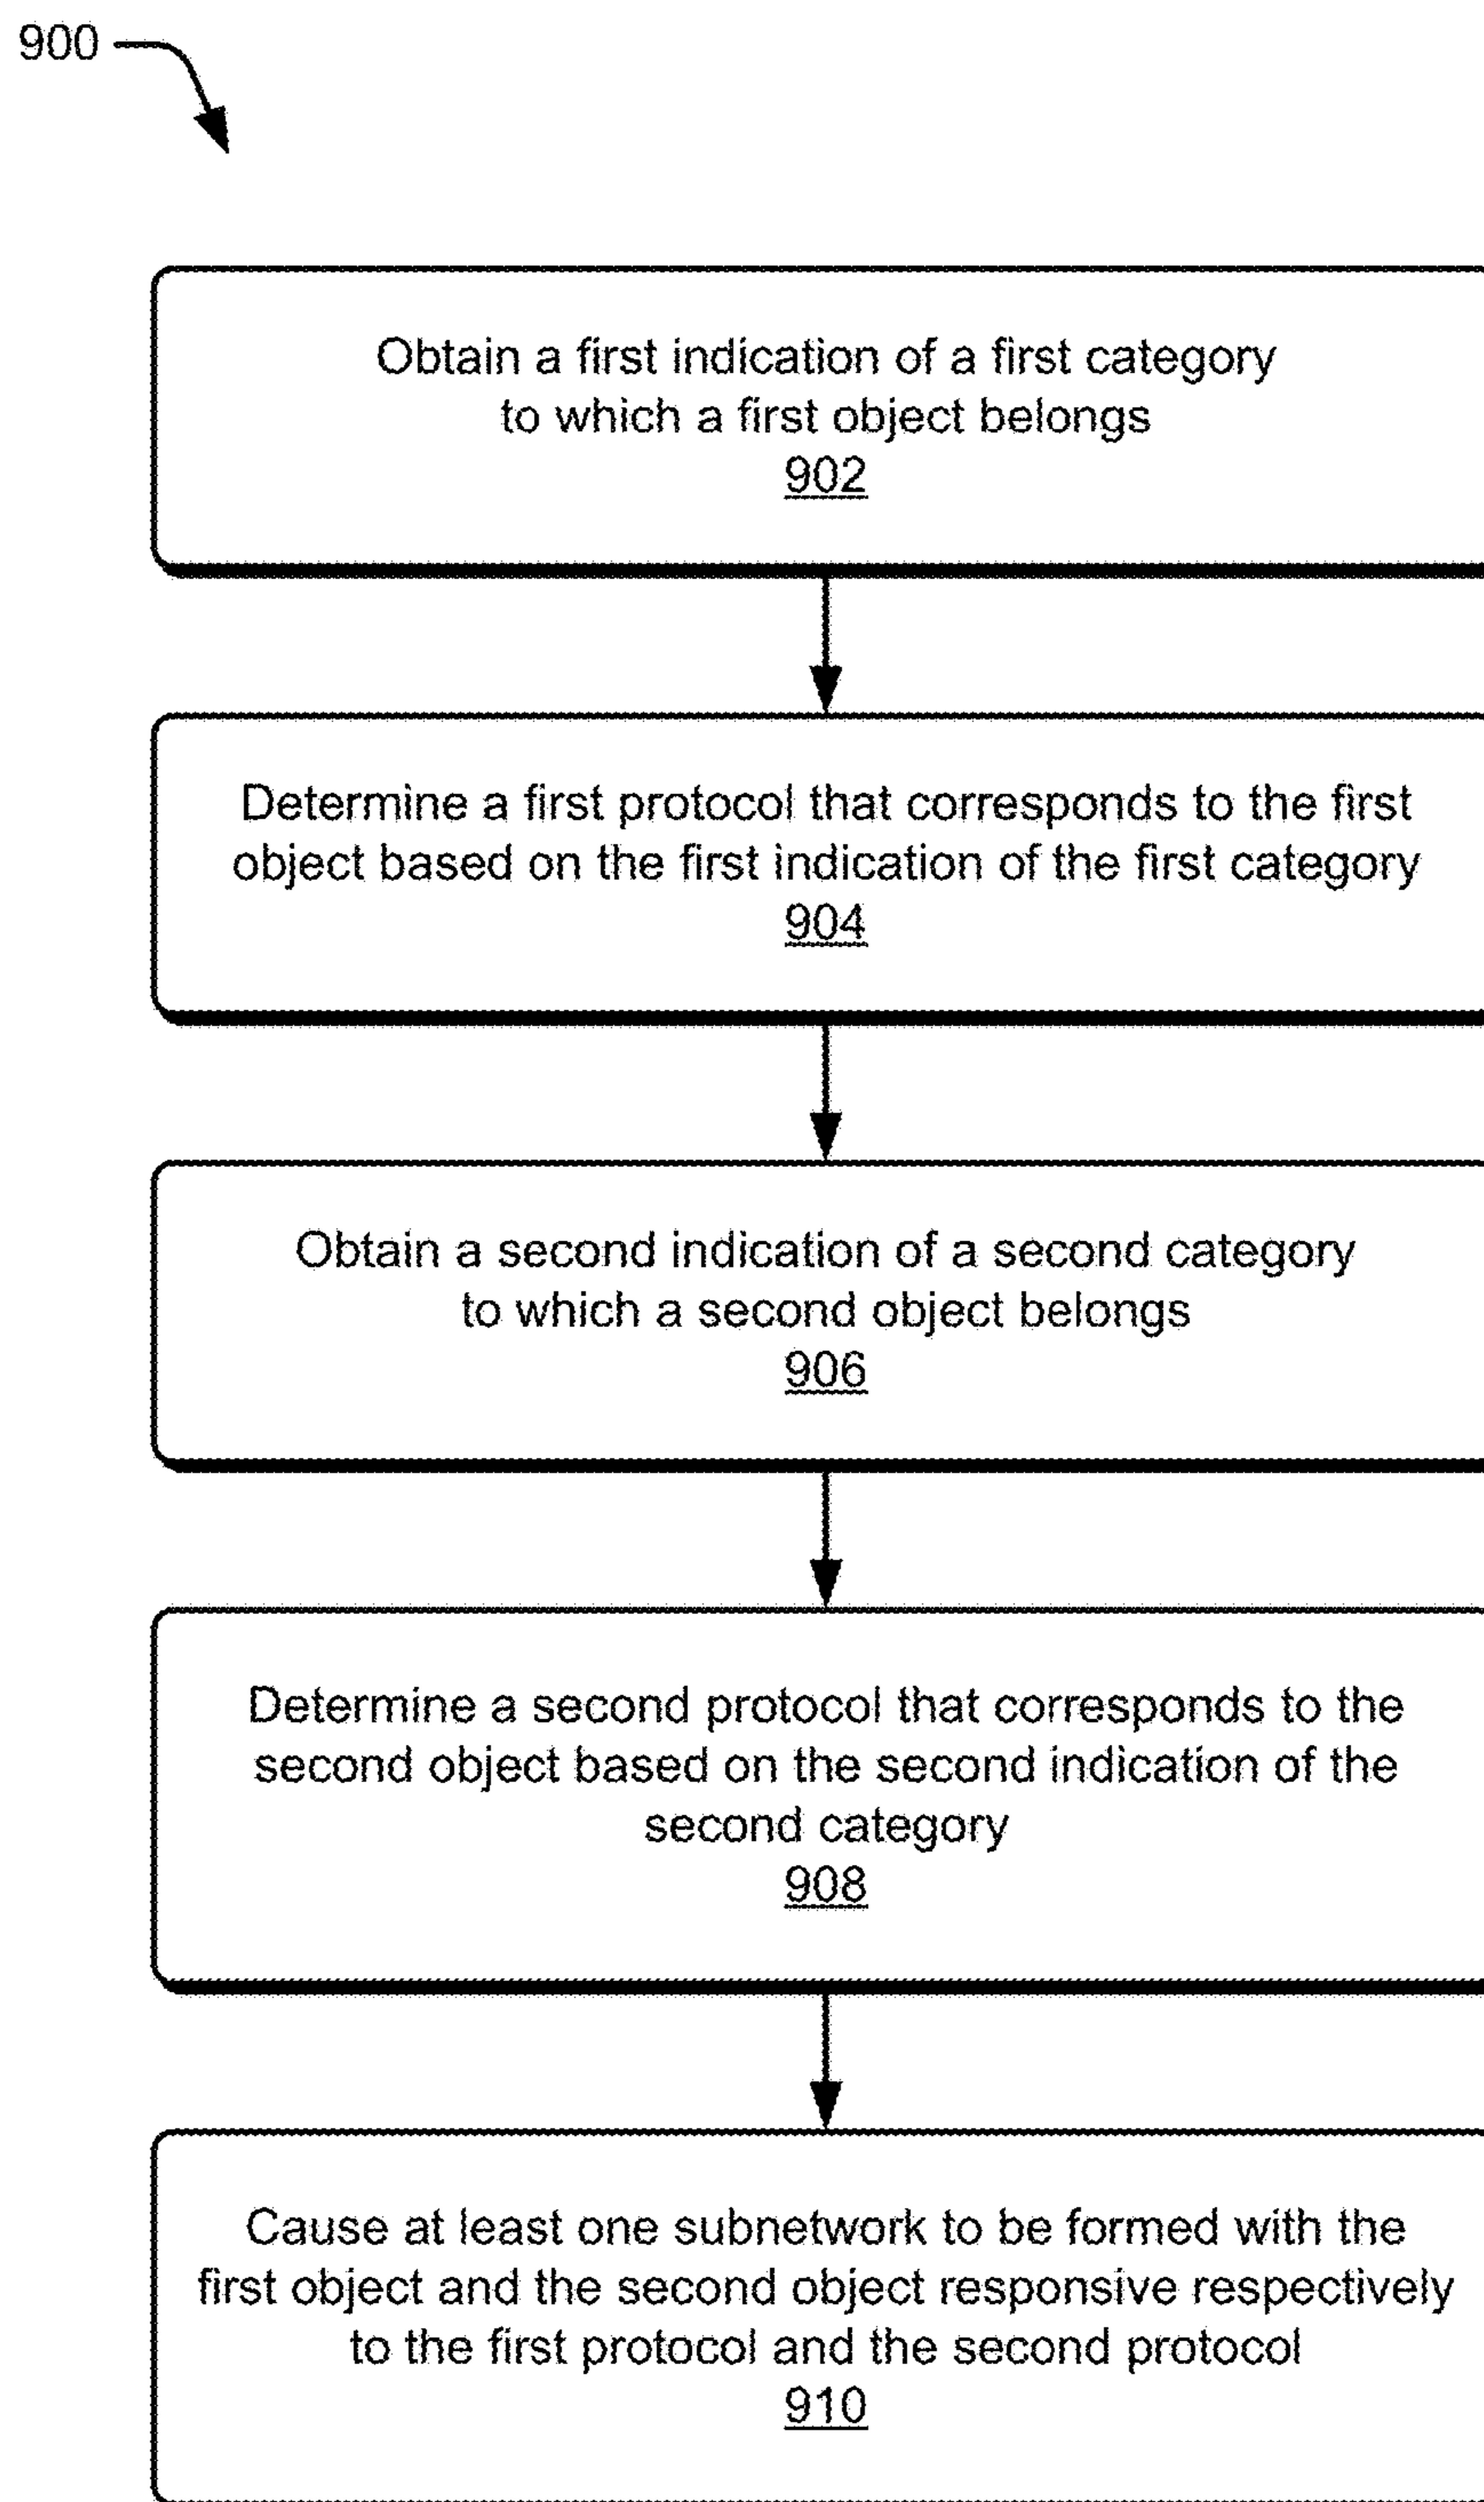 900
Obtain a first indication of a first category
to which a first object belongs
902
Determine a first protocol that corresponds to the first
object based on the first indication of the first category
904
Obtain a second indication of a second category
to which a second object belongs
906
Determine a second protocol that corresponds to the
second object based on the second indication of the
second category
908
Cause at least one subnetwork to be formed with the
first object and the second object responsive respectively
to the first protocol and the second protocol
910